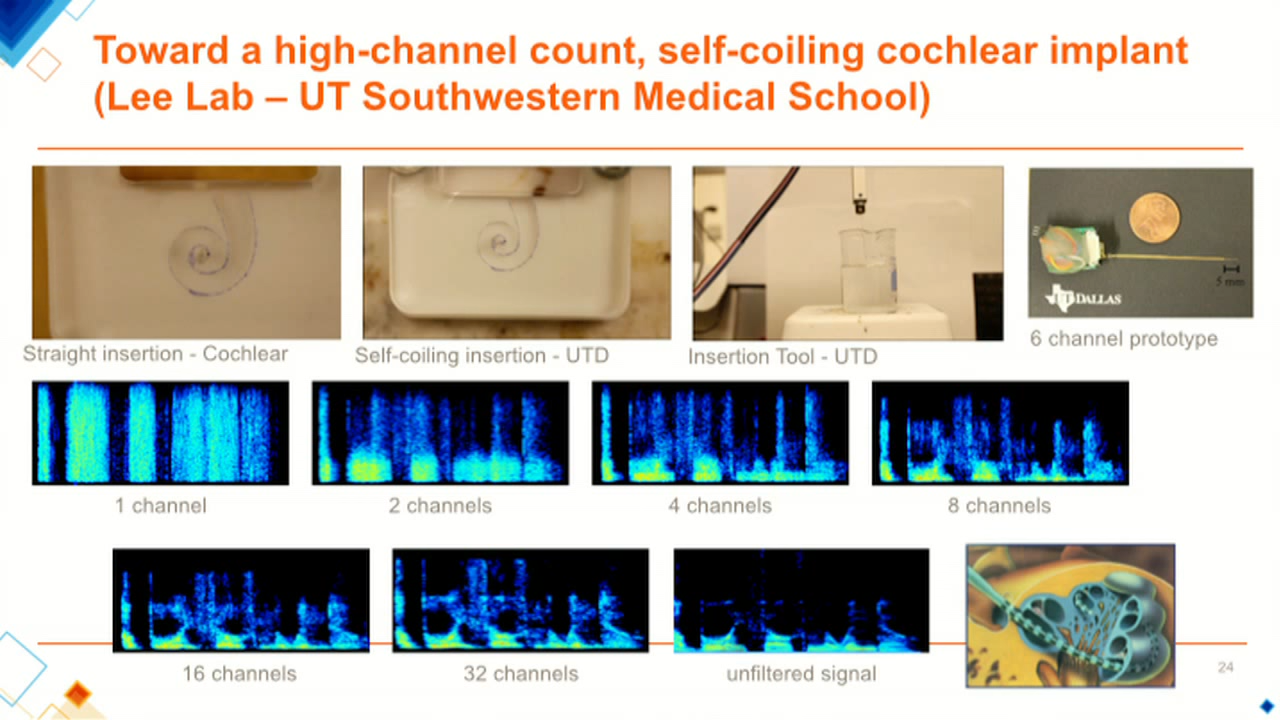 Toward a high-channel count, self-coiling cochlear implant
(Lee Lab – UT Southwestern Medical School)
5 mm
UT DALLAS
Straight insertion - Cochlear
Self-coiling insertion - UTD
Insertion Tool - UTD
6 channel prototype
1 channel
2 channels
4 channels
8 channels
16 channels
32 channels
unfiltered signal
24